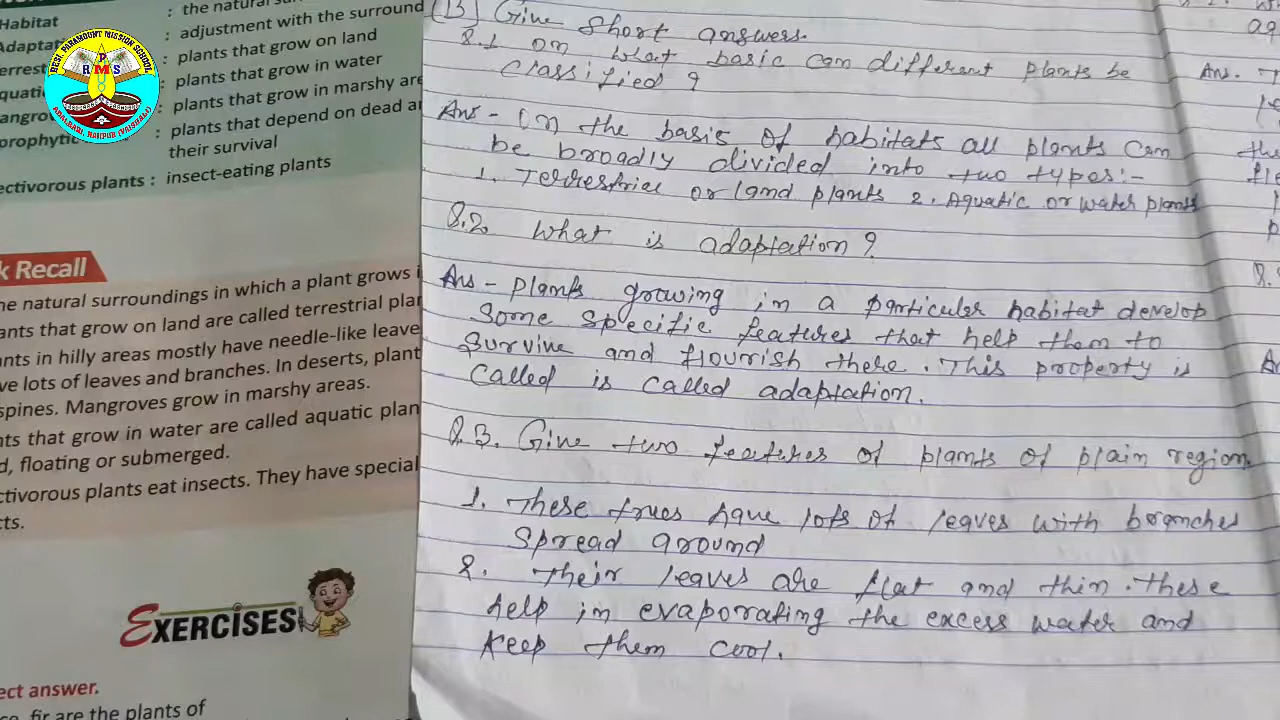 Habitat : the natural
: adjustment with the surround
: plants that grow on land
: plants that grow in water
: plants that grow in marshy are
: plants that depend on dead
their survival
ectivorous plants : insect-eating plants
k Recall
he natural surroundings in which a plant grows i
ants that grow on land are called terrestrial plan
nts in hilly areas mostly have needle-like leave
ve lots of leaves and branches. In deserts, plant
spines. Mangroves grow in marshy areas.
nts that grow in water are called aquatic plan
d, floating or submerged.
ctivorous plants eat insects. They have special
cts.
EXERCISES
ect answer.
fir are the plants of
REAL PARAMOUNT MISSION SCHOOL
R P M S
(B) Give short answers.
Q.1 On what basic can different plants be
classified ?
Ans - On the basis of habitats all plants can
be broadly divided into two types:-
1. Terrestrial or land plants 2. Aquatic or water plants
Q.2. What is adaptation ?
Ans - Plants growing in a particular habitat develop
some specific features that help them to
survive and flourish there. This property is
called is called adaptation.
Q.3. Give two features of plants of plain region.
1. These trees have lots of leaves with branches
spread around
2. Their leaves are flat and thin. These
help in evaporating the excess water and
keep them cool.
Ans.